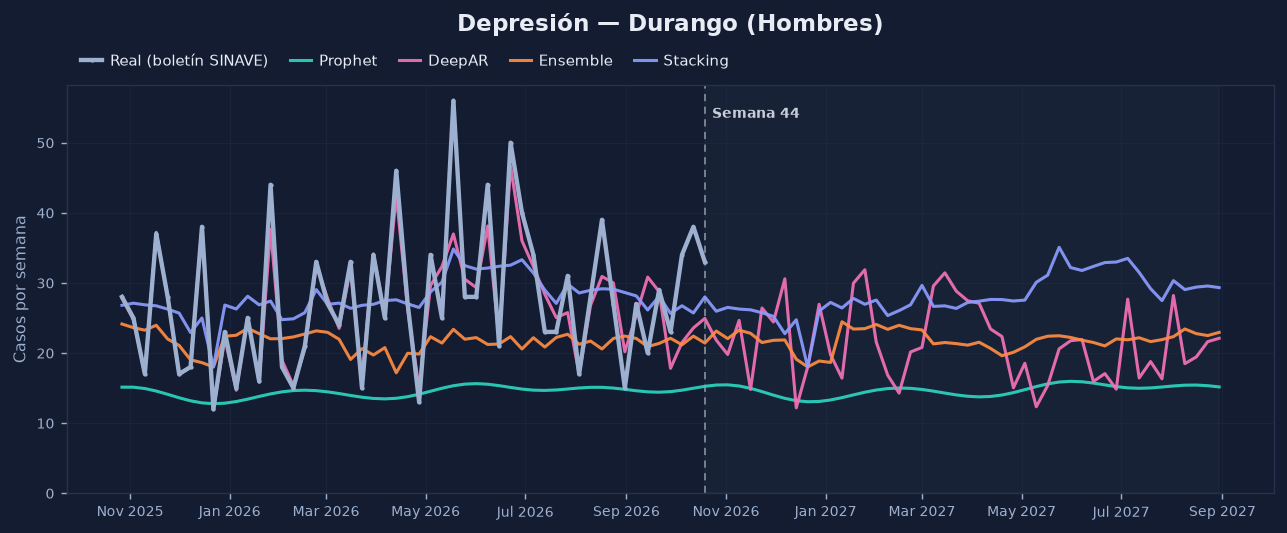 Depresión — Durango (Hombres)
Real (boletín SINAVE) Prophet DeepAR Ensemble Stacking
Semana 44
Casos por semana
50
40
30
20
10
0
Nov 2025 Jan 2026 Mar 2026 May 2026 Jul 2026 Sep 2026 Nov 2026 Jan 2027 Mar 2027 May 2027 Jul 2027 Sep 2027